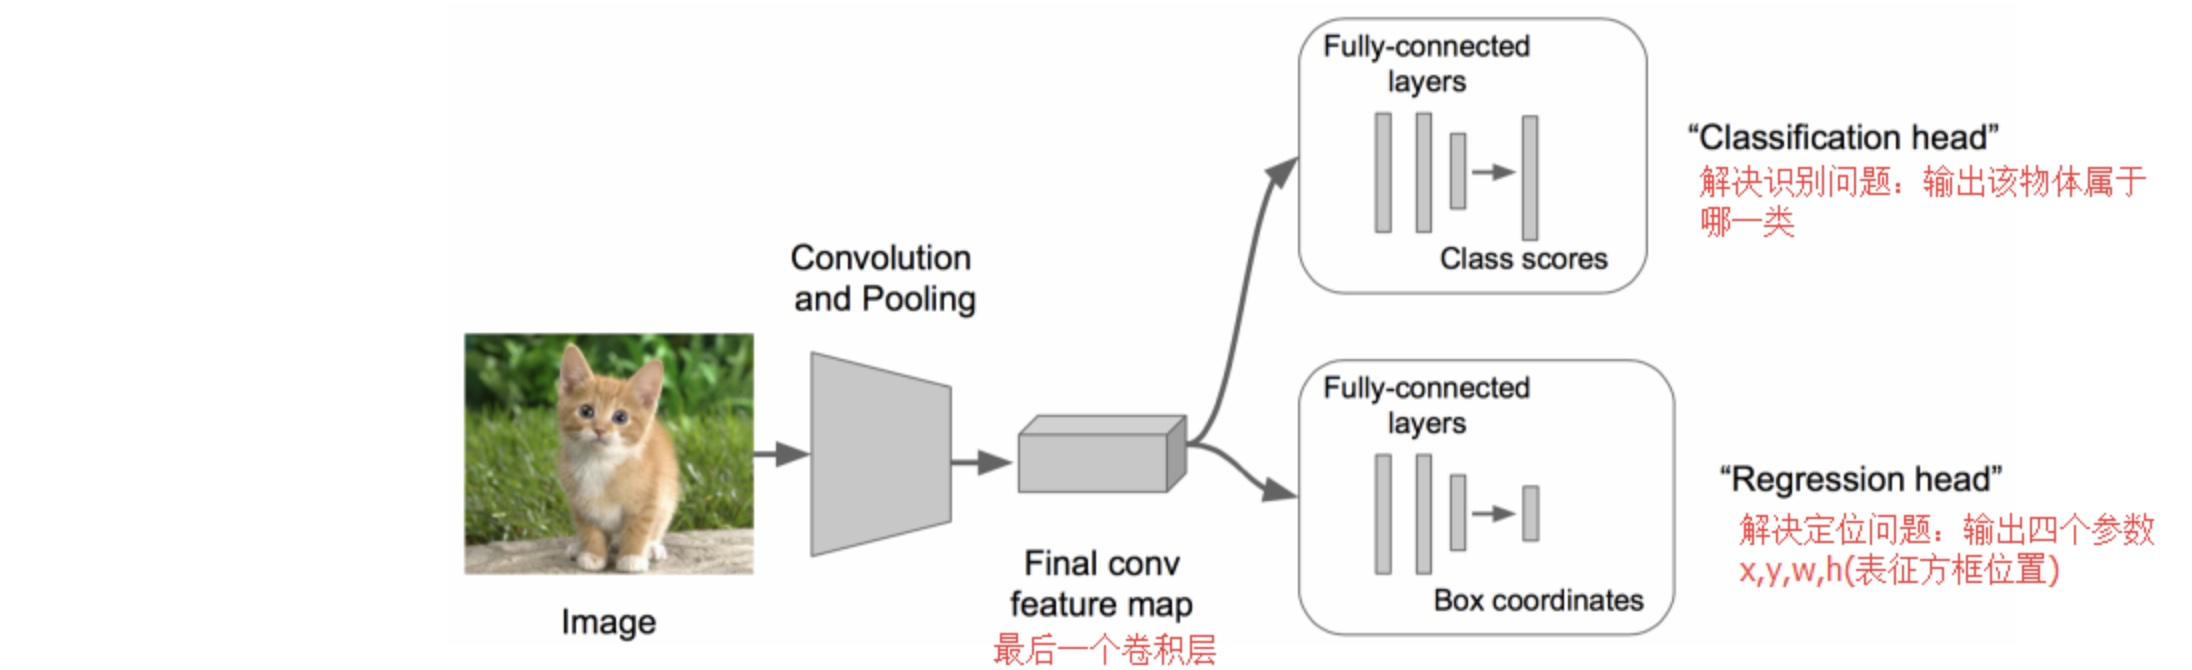 Image
Convolution
and Pooling
Final conv
feature map
最后一个卷积层
Fully-connected
layers
Class scores
“Classification head”
解决识别问题：输出该物体属于
哪一类
Fully-connected
layers
Box coordinates
“Regression head”
解决定位问题：输出四个参数
x,y,w,h(表征方框位置)